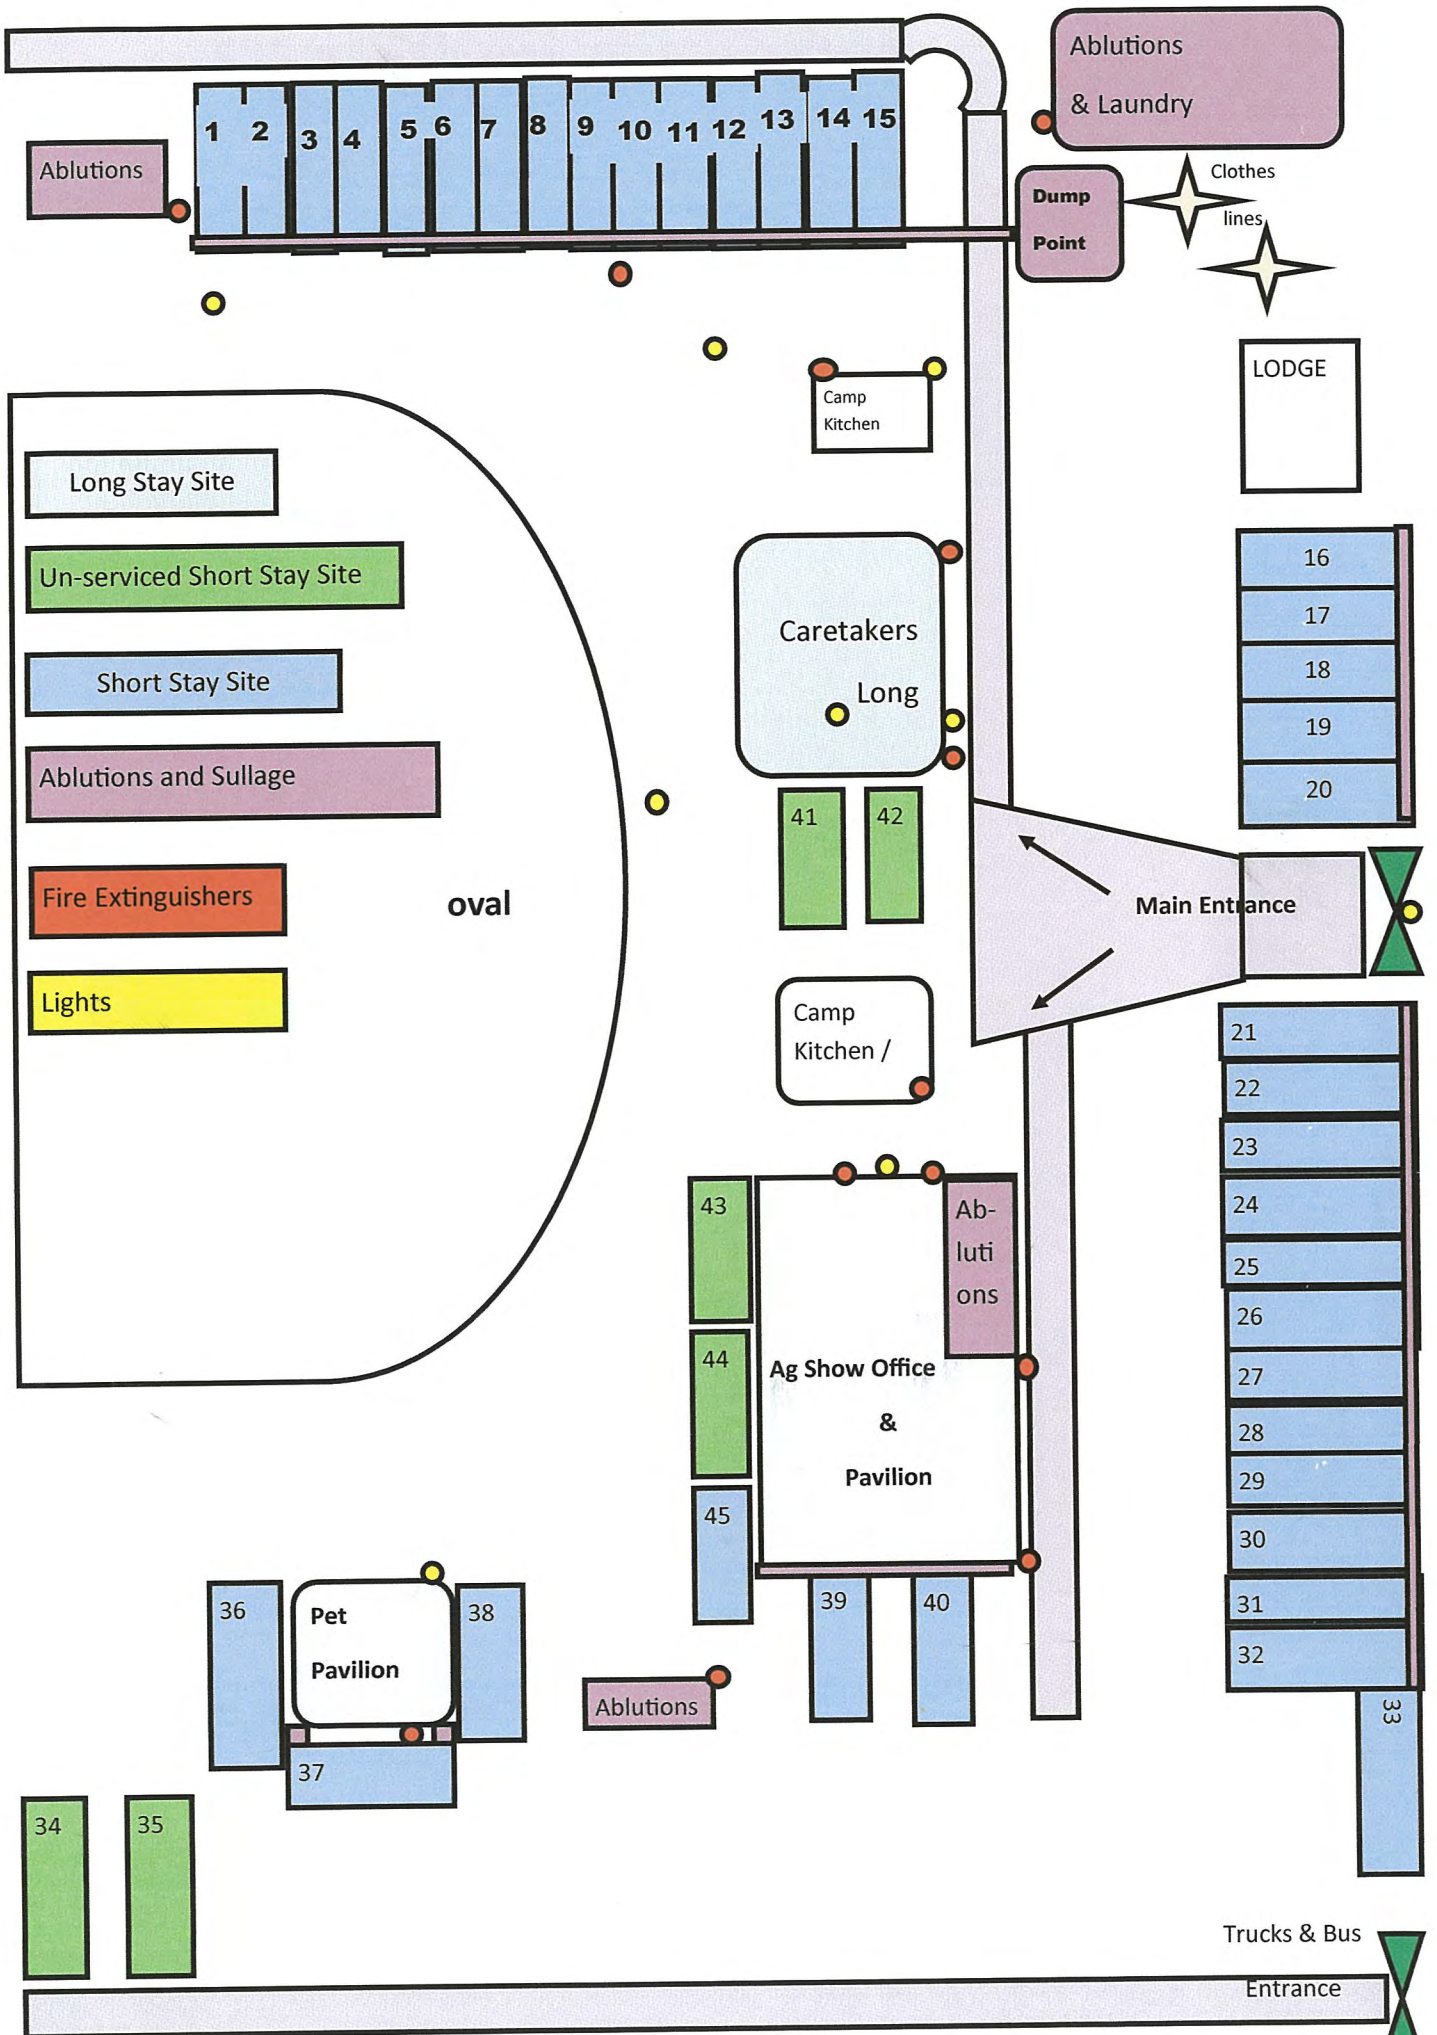 Ablutions
& Laundry
1 2 3 4 5 6 7 8 9 10 11 12 13 14 15
Ablutions
Dump
Point
Clothes
lines
LODGE
Camp
Kitchen
Long Stay Site
Un-serviced Short Stay Site
Short Stay Site
Ablutions and Sullage
Fire Extinguishers
Lights
oval
Caretakers
Long
16
17
18
19
20
41 42
Main Entrance
Camp
Kitchen /
21
22
23
24
25
26
27
28
29
30
31
32
33
43
44
45
Ab-
luti
ons
Ag Show Office
&
Pavilion
39 40
36
Pet
Pavilion
38
37
Ablutions
34 35
Trucks & Bus
Entrance